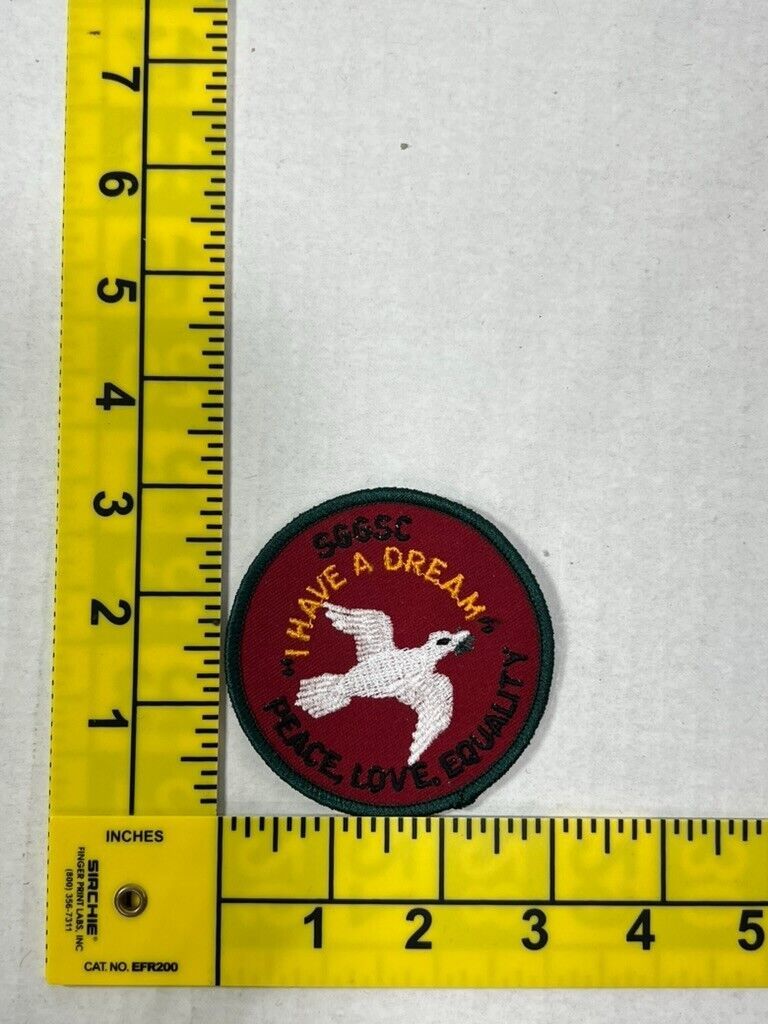 7
6
5
4
3
2
1
SGGSC
"I HAVE A DREAM"
PEACE, LOVE, EQUALITY
INCHES
SIRCHIE®
FINGER PRINT LABS, INC
(800) 356-7311
CAT. NO. EFR200
1 2 3 4 5